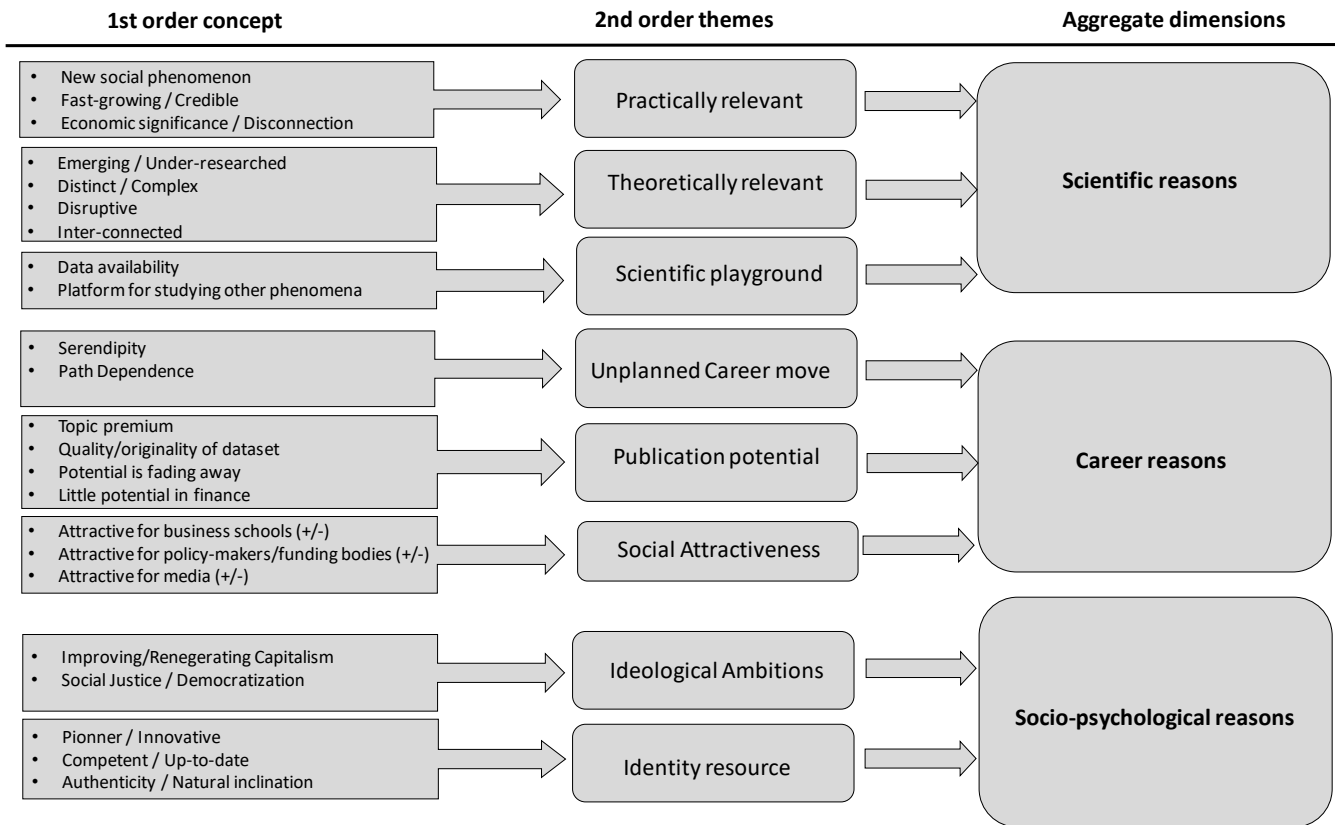 1st order concept
2nd order themes
Aggregate dimensions
• New social phenomenon
• Fast-growing / Credible
• Economic significance / Disconnection
Practically relevant
• Emerging / Under-researched
• Distinct / Complex
• Disruptive
• Inter-connected
Theoretically relevant
• Data availability
• Platform for studying other phenomena
Scientific playground
Scientific reasons
• Serendipity
• Path Dependence
Unplanned Career move
• Topic premium
• Quality/originality of dataset
• Potential is fading away
• Little potential in finance
Publication potential
• Attractive for business schools (+/-)
• Attractive for policy-makers/funding bodies (+/-)
• Attractive for media (+/-)
Social Attractiveness
Career reasons
• Improving/Renegerating Capitalism
• Social Justice / Democratization
Ideological Ambitions
• Pionner / Innovative
• Competent / Up-to-date
• Authenticity / Natural inclination
Identity resource
Socio-psychological reasons